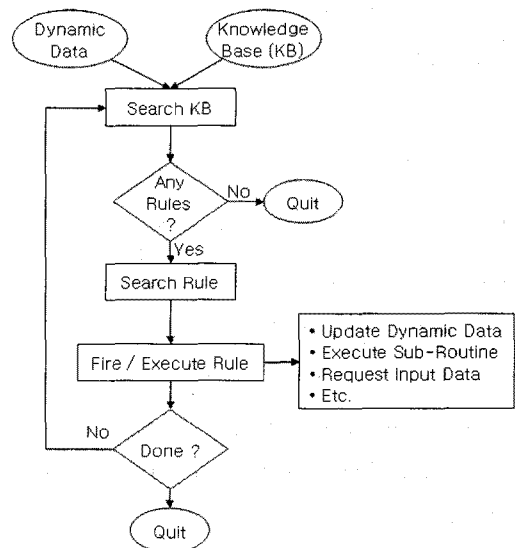 Dynamic
Data
Knowledge
Base (KB)
Search KB
Any
Rules
?
No
Quit
Yes
Search Rule
Fire / Execute Rule
• Update Dynamic Data
• Execute Sub-Routine
• Request Input Data
• Etc.
No
Done ?
Quit